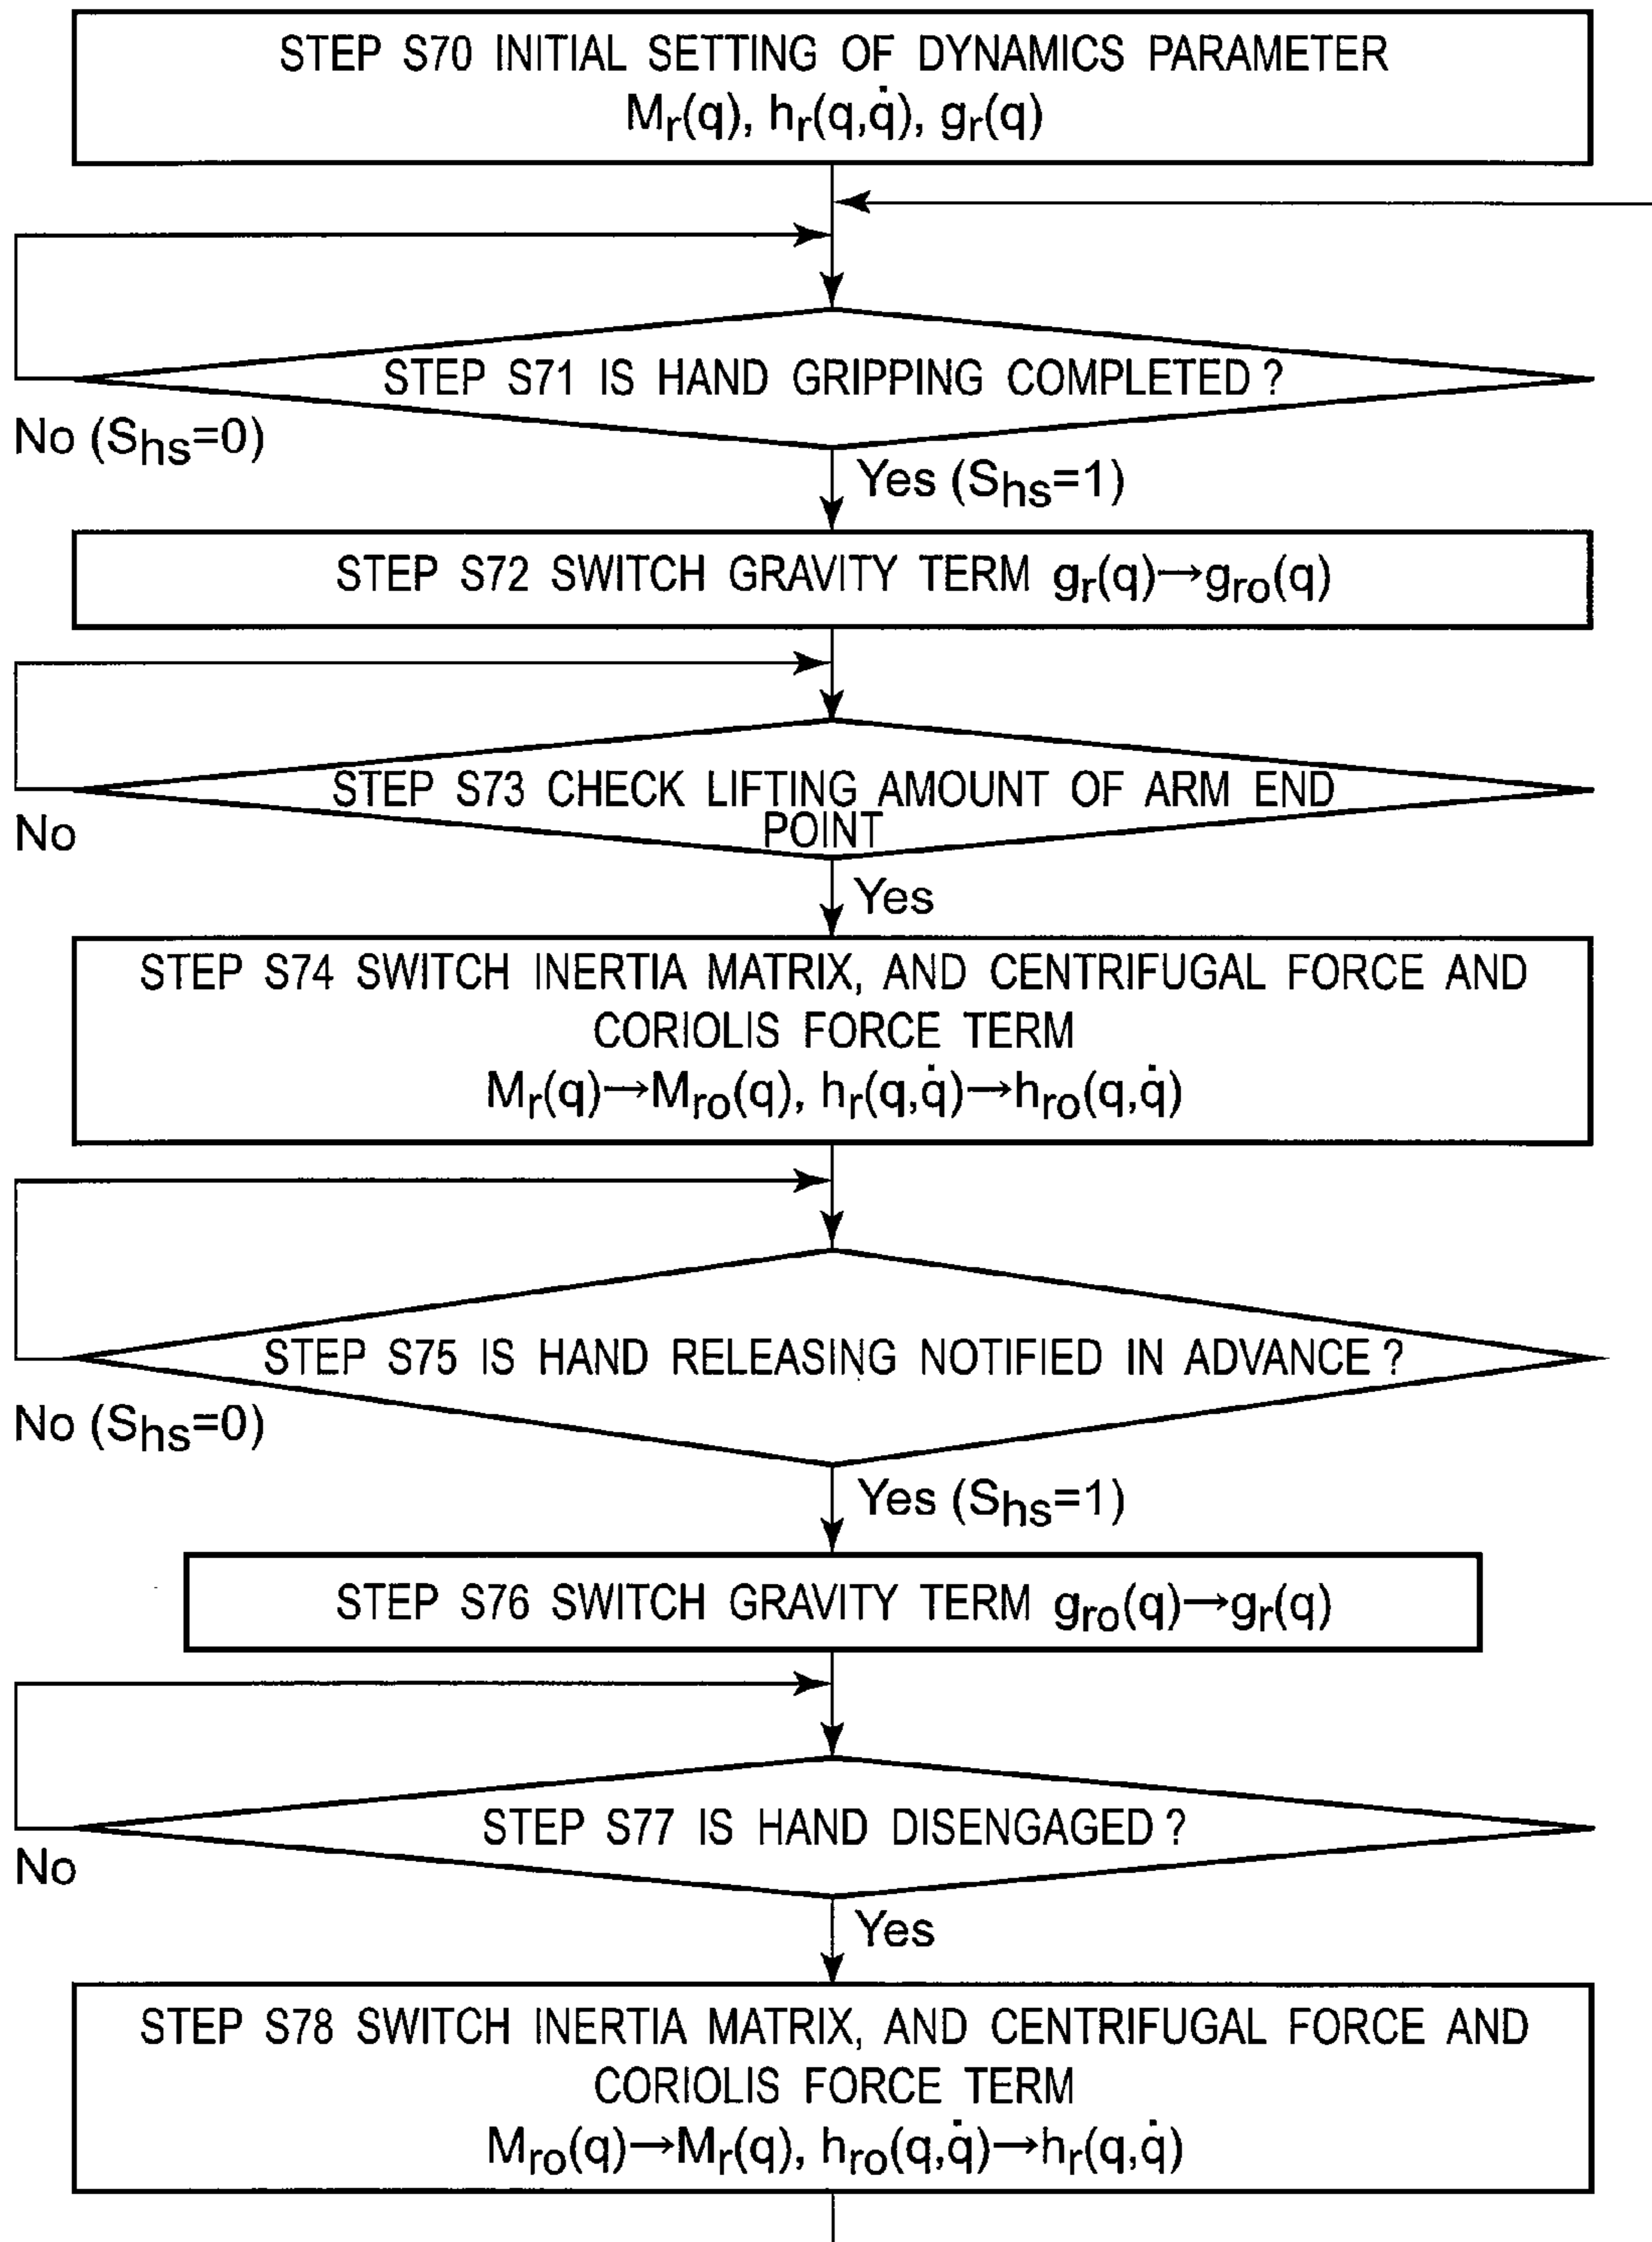 STEP S70 INITIAL SETTING OF DYNAMICS PARAMETER
Mr(q), hr(q,q̇), gr(q)
STEP S71 IS HAND GRIPPING COMPLETED ?
No (Shs=0)
Yes (Shs=1)
STEP S72 SWITCH GRAVITY TERM gr(q)→gro(q)
STEP S73 CHECK LIFTING AMOUNT OF ARM END
POINT
No
Yes
STEP S74 SWITCH INERTIA MATRIX, AND CENTRIFUGAL FORCE AND
CORIOLIS FORCE TERM
Mr(q)→Mro(q), hr(q,q̇)→hro(q,q̇)
STEP S75 IS HAND RELEASING NOTIFIED IN ADVANCE ?
No (Shs=0)
Yes (Shs=1)
STEP S76 SWITCH GRAVITY TERM gro(q)→gr(q)
STEP S77 IS HAND DISENGAGED ?
No
Yes
STEP S78 SWITCH INERTIA MATRIX, AND CENTRIFUGAL FORCE AND
CORIOLIS FORCE TERM
Mro(q)→Mr(q), hro(q,q̇)→hr(q,q̇)